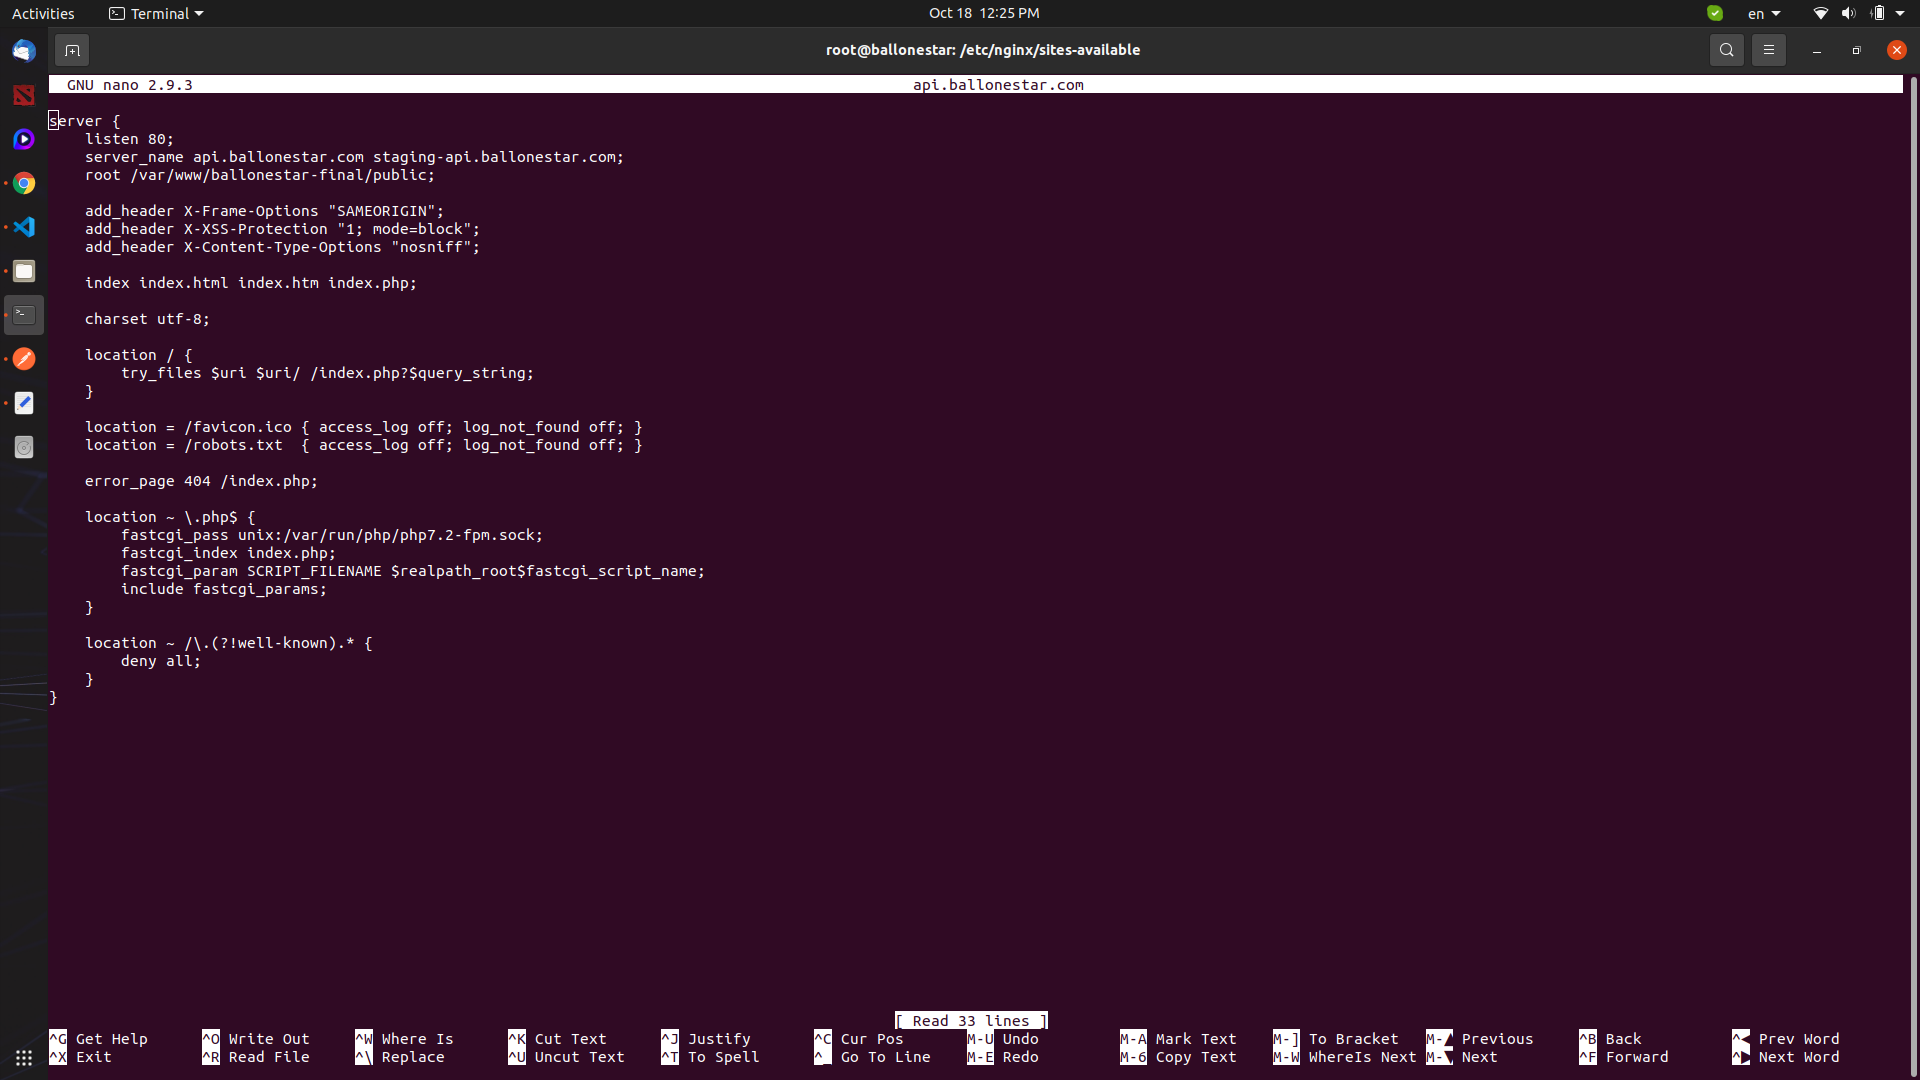 Activities Terminal Oct 18 12:25 PM en
root@ballonestar: /etc/nginx/sites-available
GNU nano 2.9.3 api.ballonestar.com
server {
    listen 80;
    server_name api.ballonestar.com staging-api.ballonestar.com;
    root /var/www/ballonestar-final/public;
    add_header X-Frame-Options "SAMEORIGIN";
    add_header X-XSS-Protection "1; mode=block";
    add_header X-Content-Type-Options "nosniff";
    index index.html index.htm index.php;
    charset utf-8;
    location / {
        try_files $uri $uri/ /index.php?$query_string;
    }
    location = /favicon.ico { access_log off; log_not_found off; }
    location = /robots.txt  { access_log off; log_not_found off; }
    error_page 404 /index.php;
    location ~ \.php$ {
        fastcgi_pass unix:/var/run/php/php7.2-fpm.sock;
        fastcgi_index index.php;
        fastcgi_param SCRIPT_FILENAME $realpath_root$fastcgi_script_name;
        include fastcgi_params;
    }
    location ~ /\.(?!well-known).* {
        deny all;
    }
}
[ Read 33 lines ]
^G Get Help ^O Write Out ^W Where Is ^K Cut Text ^J Justify ^C Cur Pos M-U Undo M-A Mark Text M-] To Bracket M-▲ Previous ^B Back ^◀ Prev Word
^X Exit ^R Read File ^\ Replace ^U Uncut Text ^T To Spell ^_ Go To Line M-E Redo M-6 Copy Text M-W WhereIs Next M-▼ Next ^F Forward ^▶ Next Word